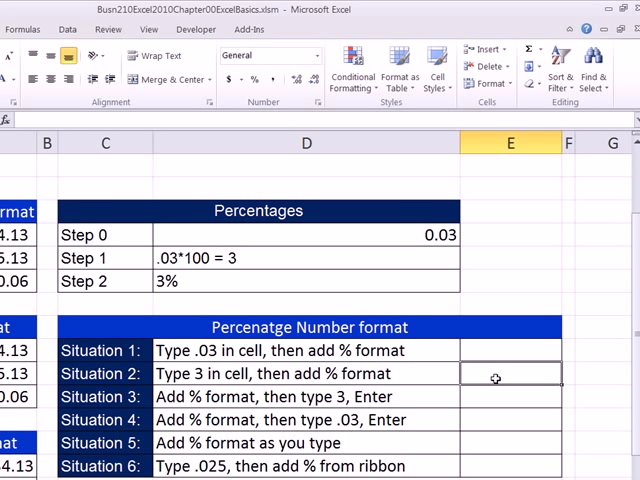 Busn210Excel2010Chapter00ExcelBasics.xlsm - Microsoft Excel
Formulas Data Review View Developer Add-Ins
Wrap Text General Insert Σ
Merge & Center $ % , Conditional Formatting Format as Table Cell Styles Delete Sort & Filter Find & Select
Format
Alignment Number Styles Cells Editing
fx
B C D E F G
rmat Percentages
4.13 Step 0 0.03
5.13 Step 1 .03*100 = 3
0.06 Step 2 3%
at Percenatge Number format
4.13 Situation 1: Type .03 in cell, then add % format
5.13 Situation 2: Type 3 in cell, then add % format
0.06 Situation 3: Add % format, then type 3, Enter
Situation 4: Add % format, then type .03, Enter
mat Situation 5: Add % format as you type
54.13 Situation 6: Type .025, then add % from ribbon